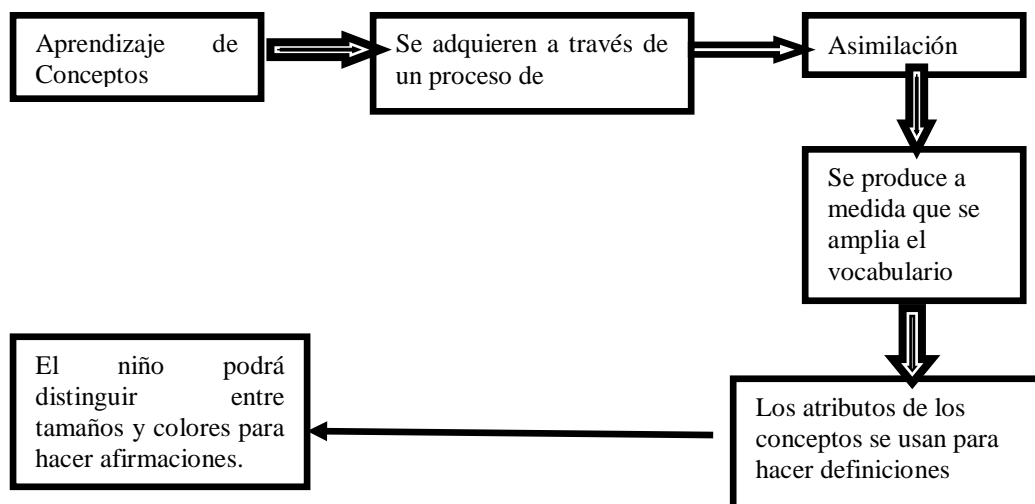 Aprendizaje de
Conceptos
Se adquieren a través de
un proceso de
Asimilación
Se produce a
medida que se
amplia el
vocabulario
Los atributos de los
conceptos se usan para
hacer definiciones
El niño podrá
distinguir entre
tamaños y colores para
hacer afirmaciones.